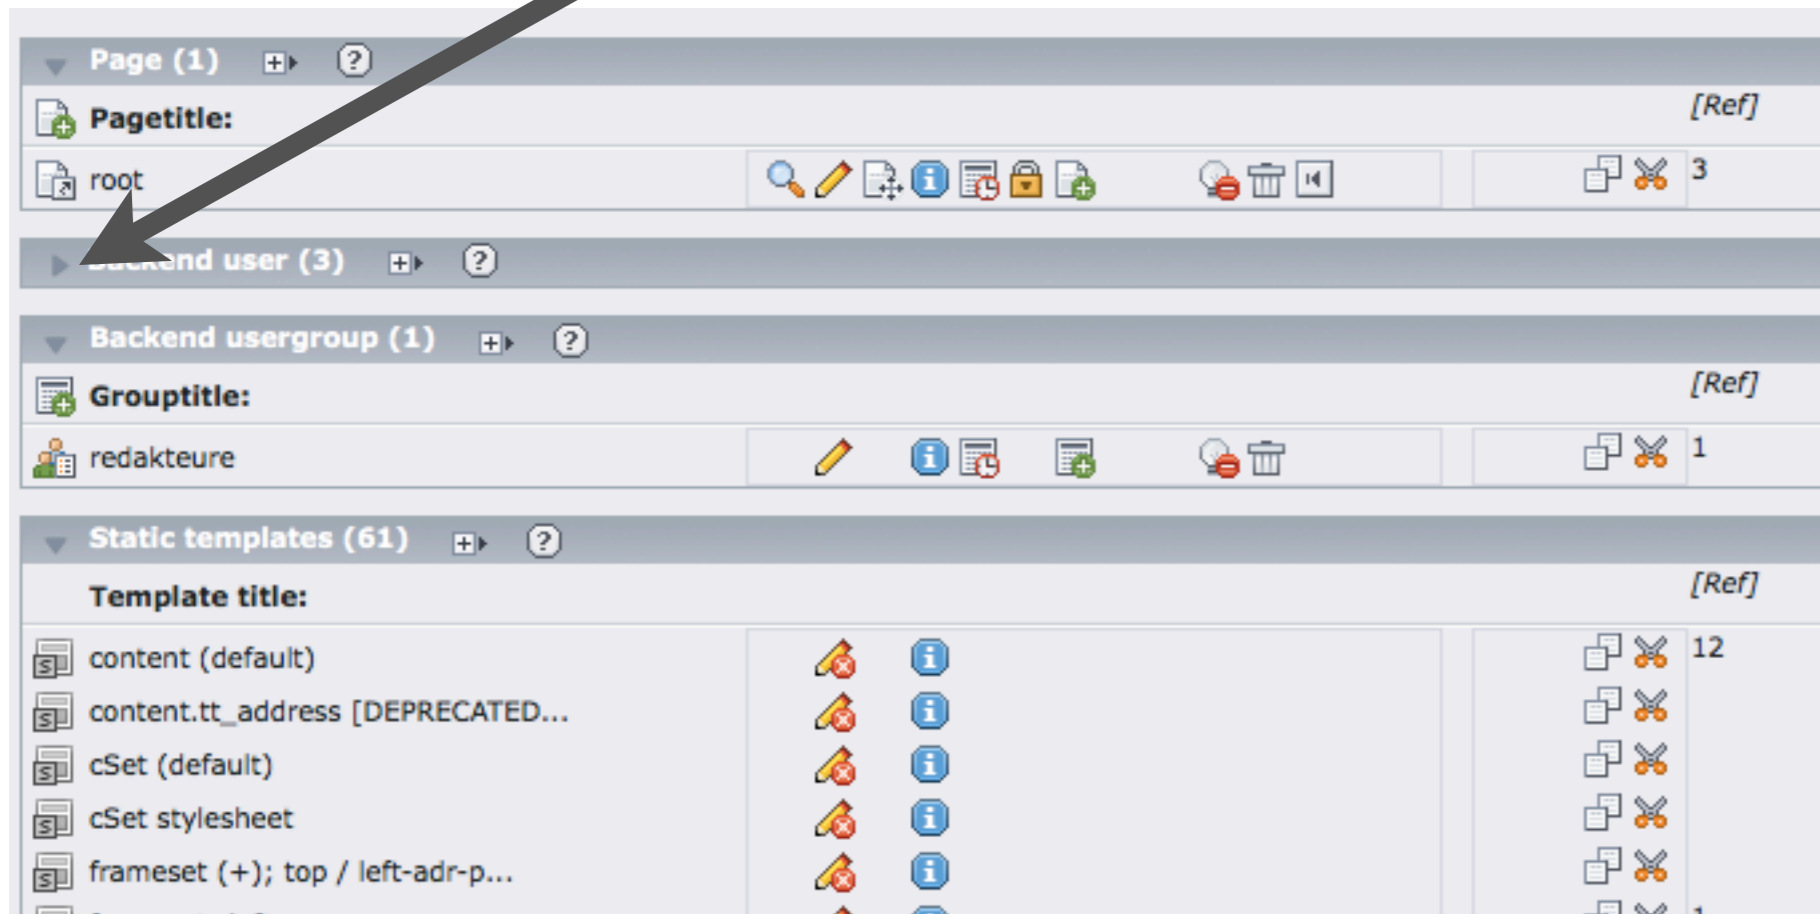 Page (1)
Pagetitle: [Ref]
root 3
user (3)
Backend usergroup (1)
Grouptitle: [Ref]
redakteure 1
Static templates (61)
Template title: [Ref]
content (default) 12
content.tt_address [DEPRECATED...
cSet (default)
cSet stylesheet
frameset (+); top / left-adr-p...